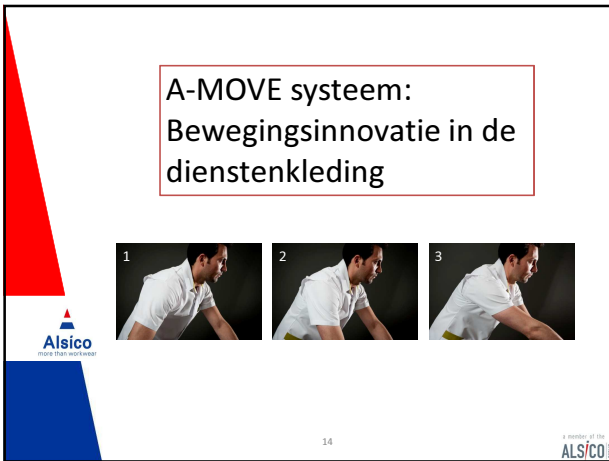 A-MOVE systeem:
Bewegingsinnovatie in de
dienstenkleding
1
2
3
Alsico
more than workwear
14
a member of the
ALSICO